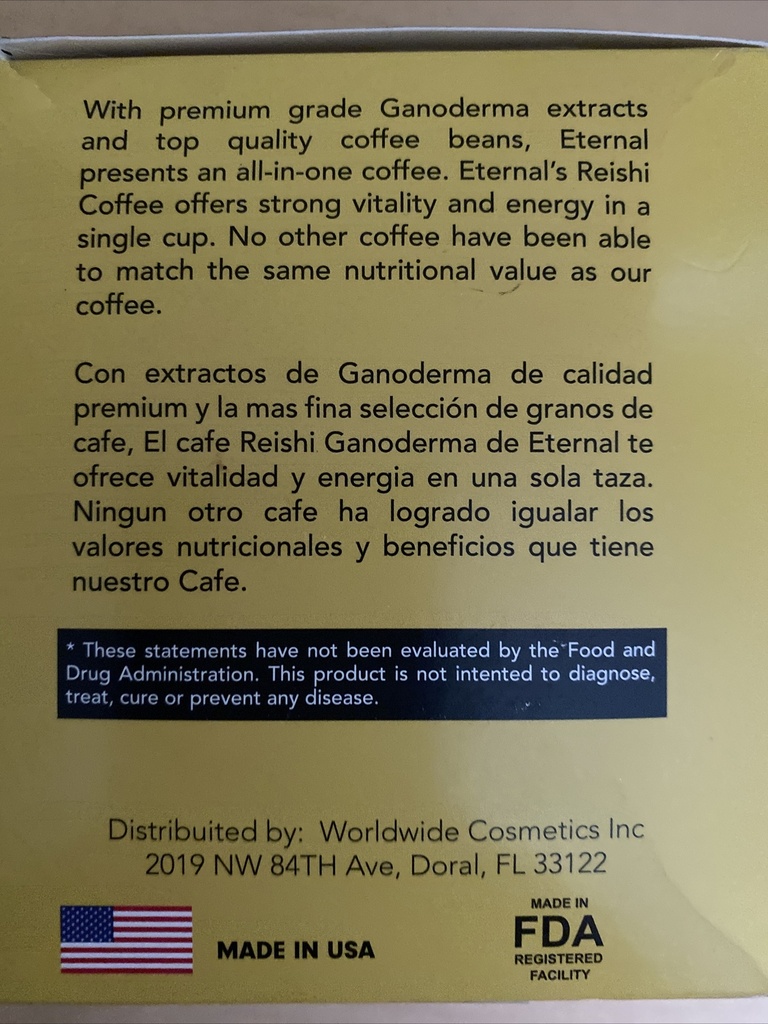 With premium grade Ganoderma extracts
and top quality coffee beans, Eternal
presents an all-in-one coffee. Eternal's Reishi
Coffee offers strong vitality and energy in a
single cup. No other coffee have been able
to match the same nutritional value as our
coffee.
Con extractos de Ganoderma de calidad
premium y la mas fina selección de granos de
cafe, El cafe Reishi Ganoderma de Eternal te
ofrece vitalidad y energia en una sola taza.
Ningun otro cafe ha logrado igualar los
valores nutricionales y beneficios que tiene
nuestro Cafe.
* These statements have not been evaluated by the Food and
Drug Administration. This product is not intented to diagnose,
treat, cure or prevent any disease.
Distribuited by: Worldwide Cosmetics Inc
2019 NW 84TH Ave, Doral, FL 33122
MADE IN USA
MADE IN
FDA
REGISTERED
FACILITY